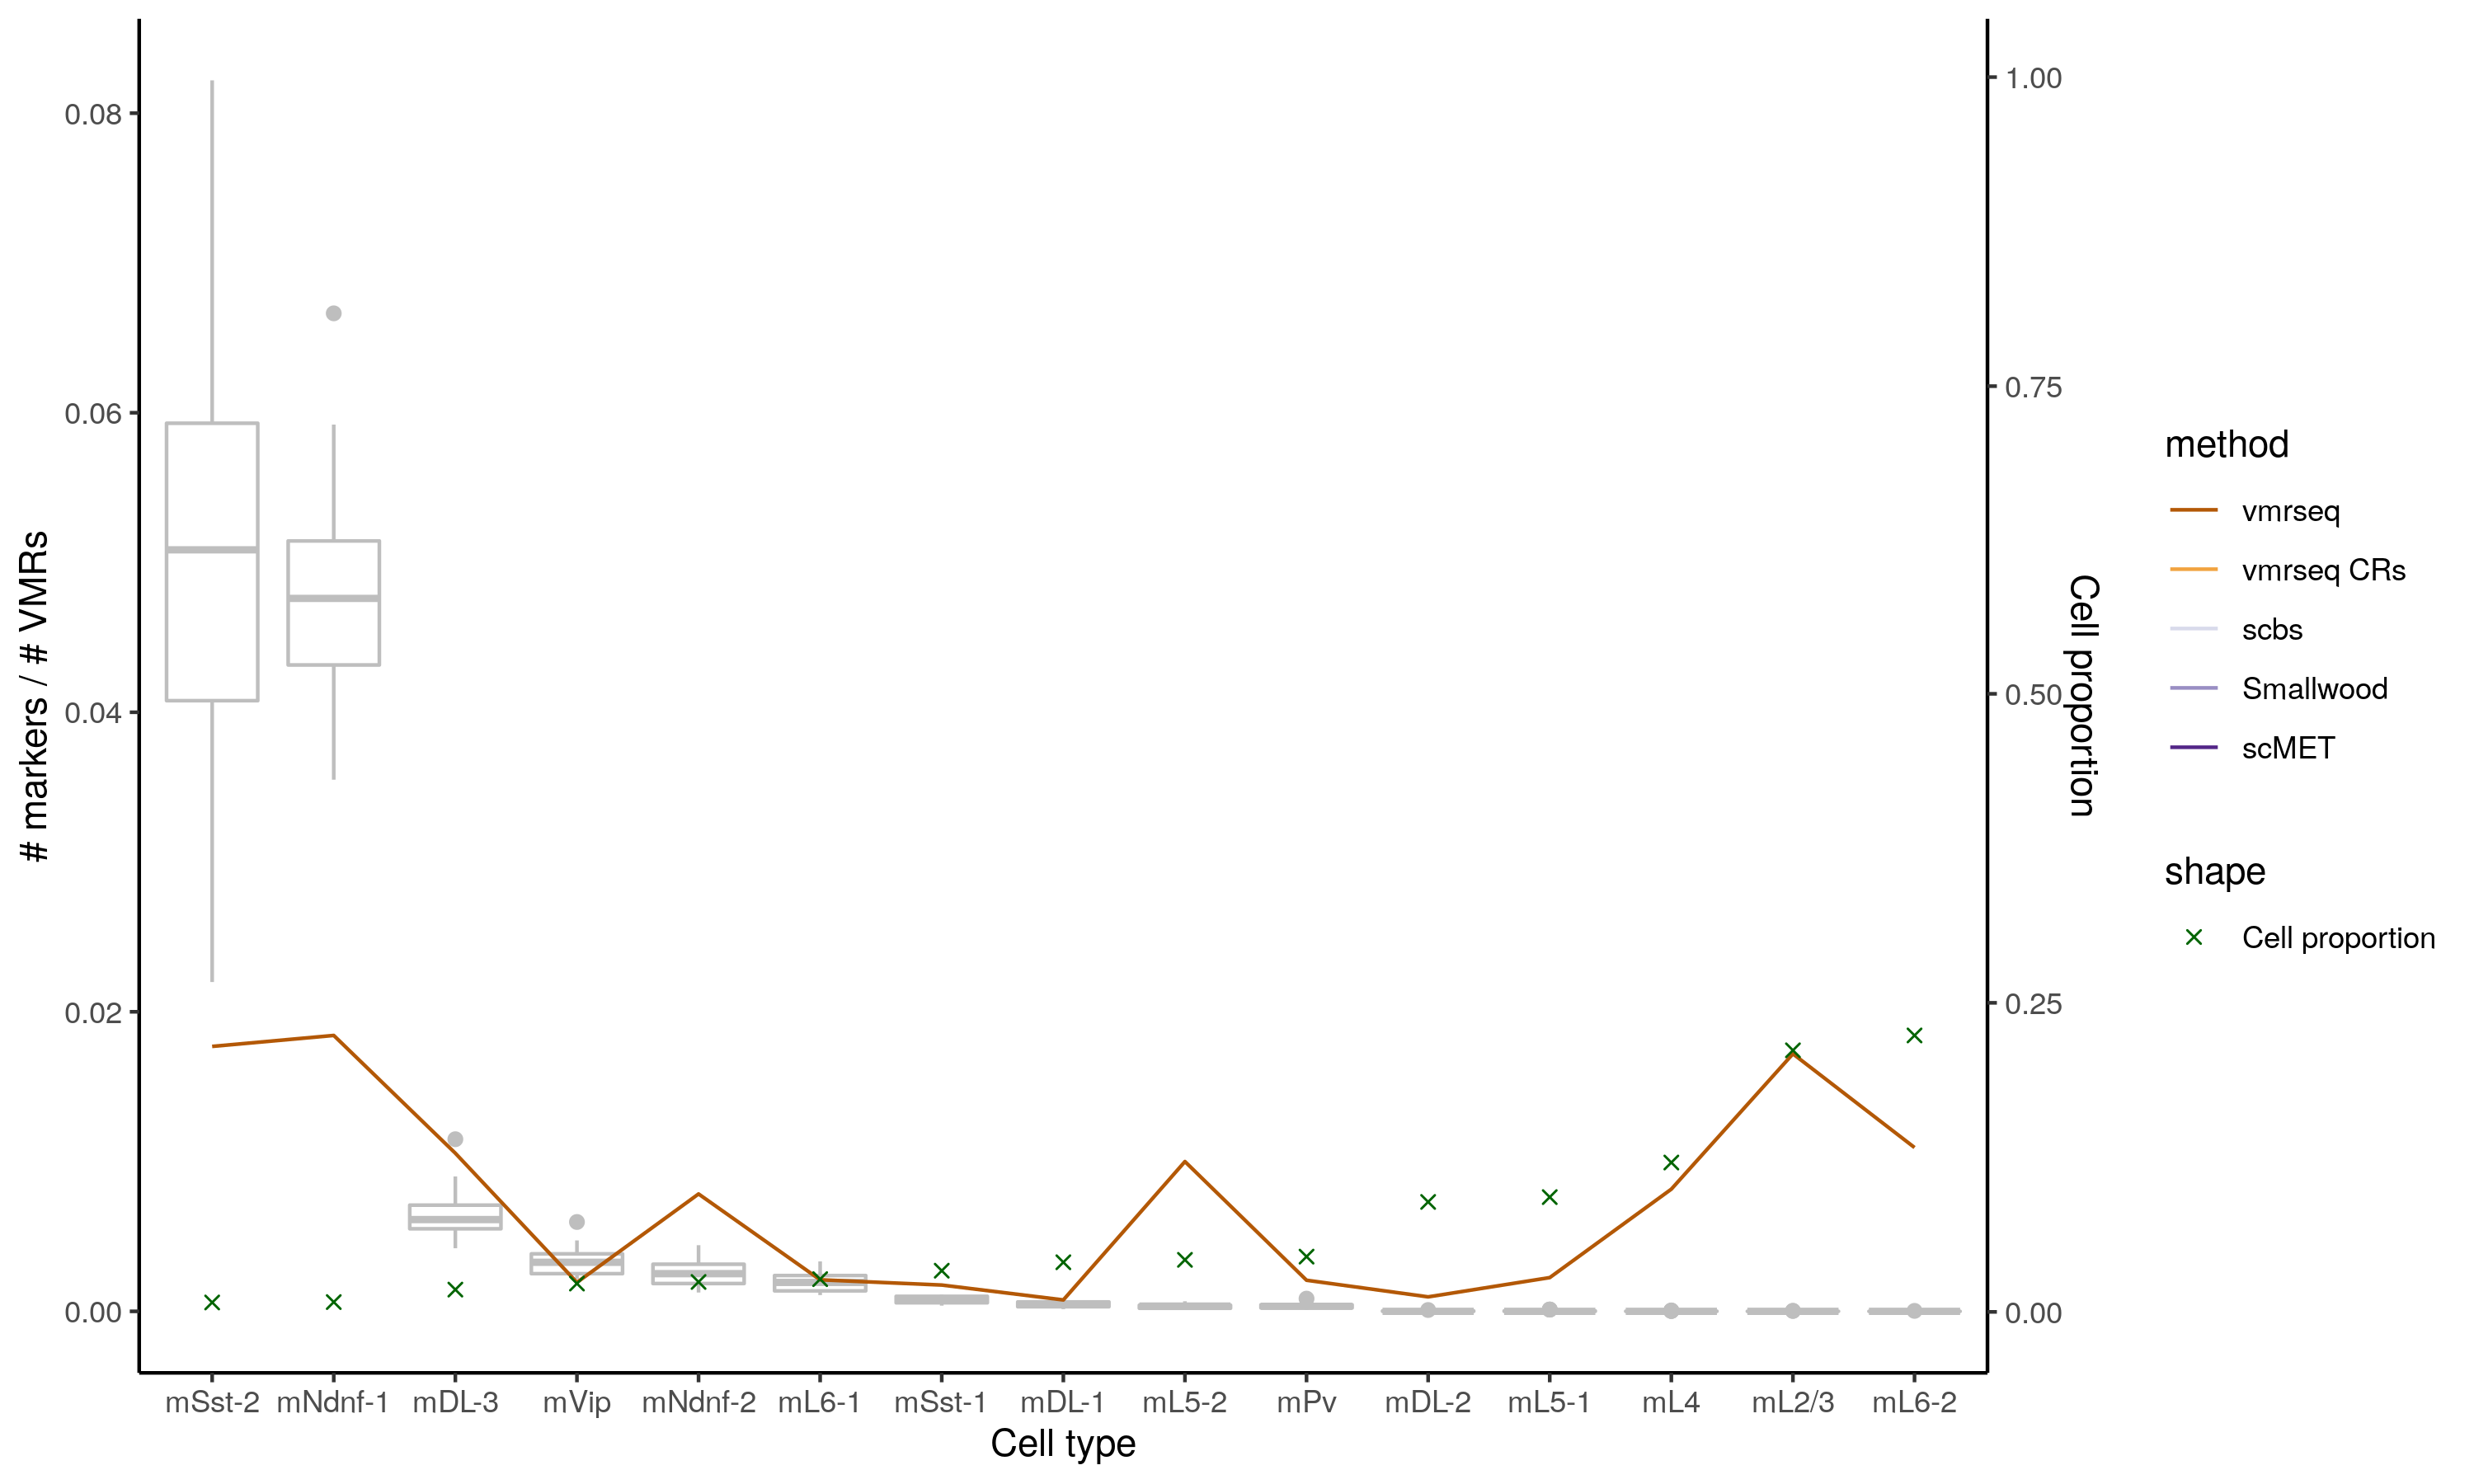 # markers / # VMRs
0.08
0.06
0.04
0.02
0.00
mSst-2 mNdnf-1 mDL-3 mVip mNdnf-2 mL6-1 mSst-1 mDL-1 mL5-2 mPv mDL-2 mL5-1 mL4 mL2/3 mL6-2
Cell type
1.00
0.75
0.50
0.25
0.00
Cell proportion
method
vmrseq
vmrseq CRs
scbs
Smallwood
scMET
shape
Cell proportion